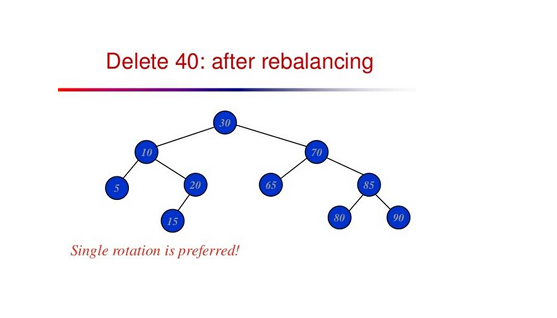 Delete 40: after rebalancing
30
10 70
5 20 65 85
15 80 90
Single rotation is preferred!